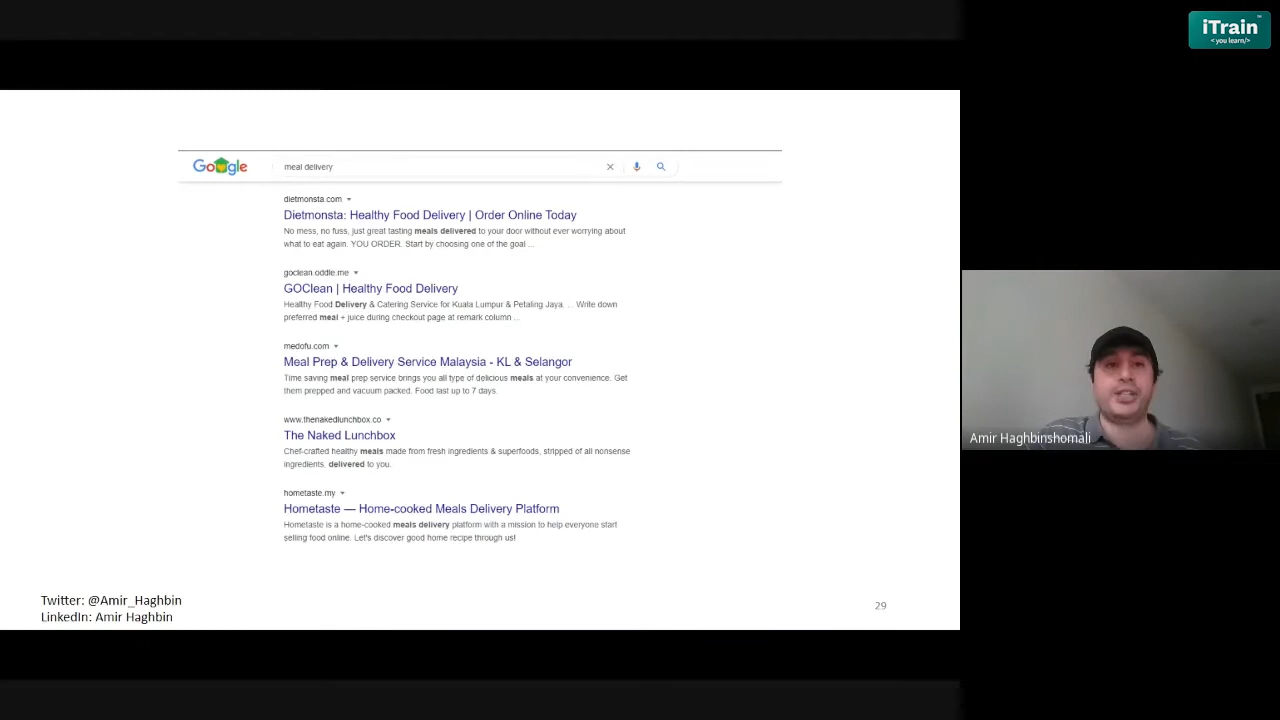 iTrain
< you learn/>
Google
meal delivery
dietmonsta.com
Dietmonsta: Healthy Food Delivery | Order Online Today
No mess, no fuss, just great tasting meals delivered to your door without ever worrying about
what to eat again. YOU ORDER. Start by choosing one of the goal ...
goclean.oddle.me
GOClean | Healthy Food Delivery
Healthy Food Delivery & Catering Service for Kuala Lumpur & Petaling Jaya. ... Write down
preferred meal + juice during checkout page at remark column ...
medofu.com
Meal Prep & Delivery Service Malaysia - KL & Selangor
Time saving meal prep service brings you all type of delicious meals at your convenience. Get
them prepped and vacuum packed. Food last up to 7 days.
www.thenakedlunchbox.co
The Naked Lunchbox
Chef-crafted healthy meals made from fresh ingredients & superfoods, stripped of all nonsense
ingredients, delivered to you.
hometaste.my
Hometaste — Home-cooked Meals Delivery Platform
Hometaste is a home-cooked meals delivery platform with a mission to help everyone start
selling food online. Let's discover good home recipe through us!
Twitter: @Amir_Haghbin
LinkedIn: Amir Haghbin
29
Amir Haghbinshomali